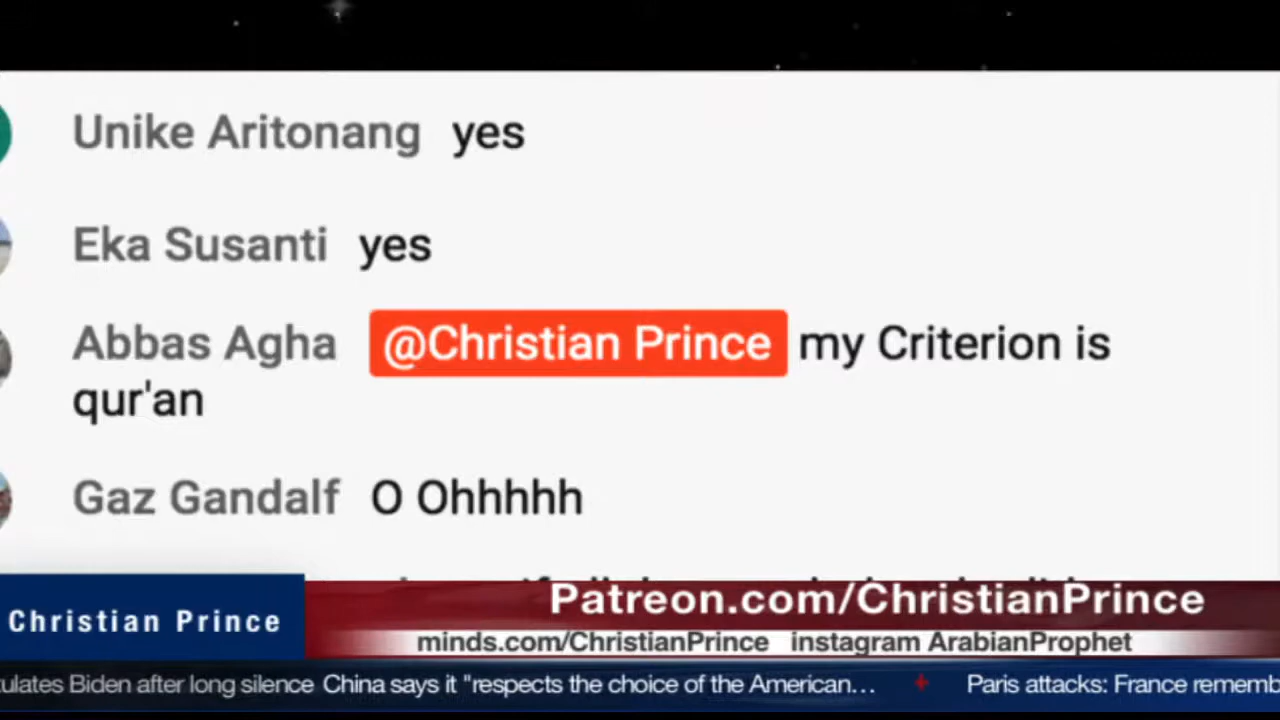 Unike Aritonang yes
Eka Susanti yes
Abbas Agha @Christian Prince my Criterion is
qur'an
Gaz Gandalf O Ohhhhh
Christian Prince
Patreon.com/ChristianPrince
minds.com/ChristianPrince instagram ArabianProphet
Biden after long silence China says it "respects the choice of the American... Paris attacks: France